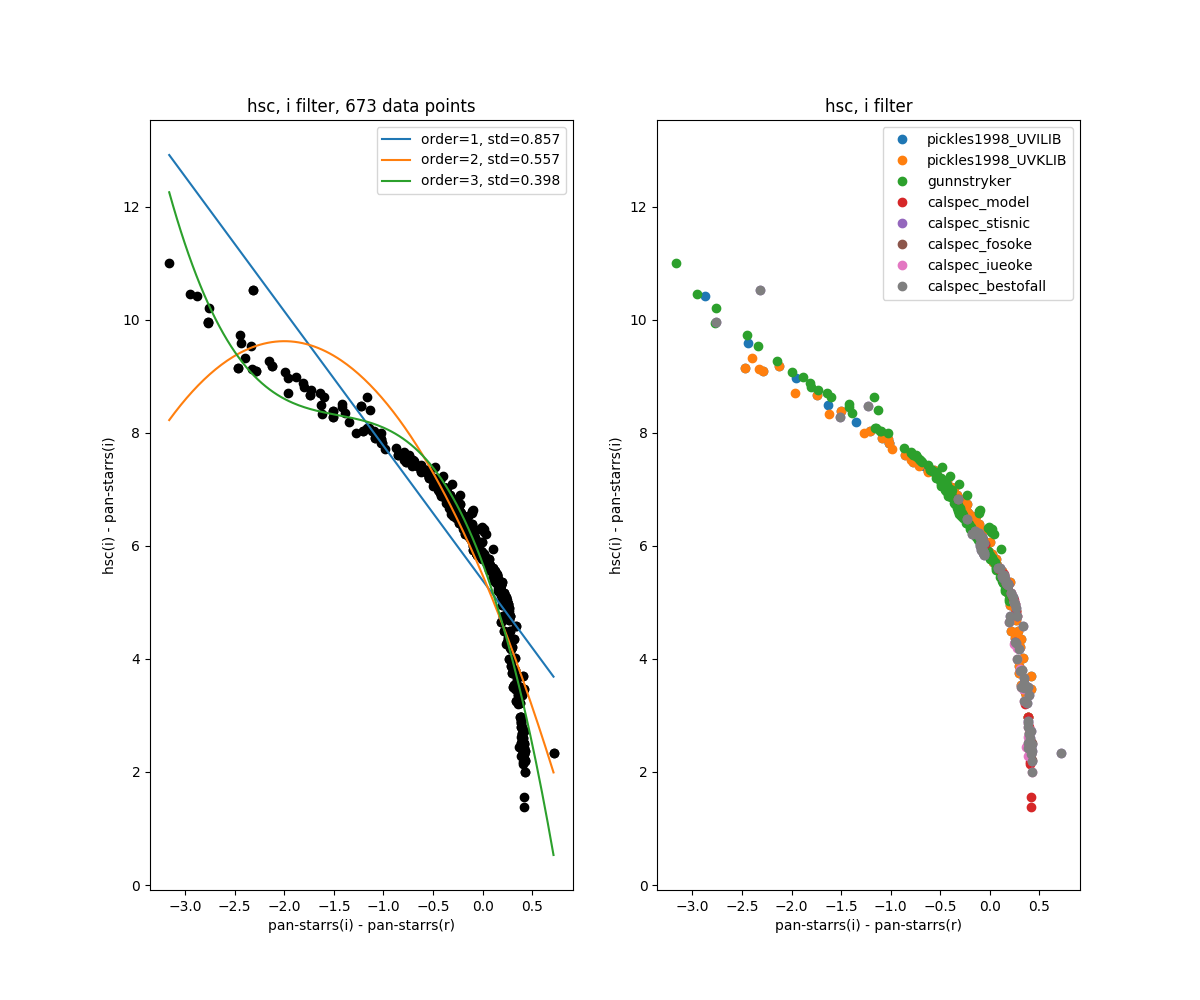 hsc, i filter, 673 data points
order=1, std=0.857
order=2, std=0.557
order=3, std=0.398
12
10
8
6
4
2
0
hsc(i) - pan-starrs(i)
−3.0 −2.5 −2.0 −1.5 −1.0 −0.5 0.0 0.5
pan-starrs(i) - pan-starrs(r)
hsc, i filter
pickles1998_UVILIB
pickles1998_UVKLIB
gunnstryker
calspec_model
calspec_stisnic
calspec_fosoke
calspec_iueoke
calspec_bestofall
12
10
8
6
4
2
0
hsc(i) - pan-starrs(i)
−3.0 −2.5 −2.0 −1.5 −1.0 −0.5 0.0 0.5
pan-starrs(i) - pan-starrs(r)